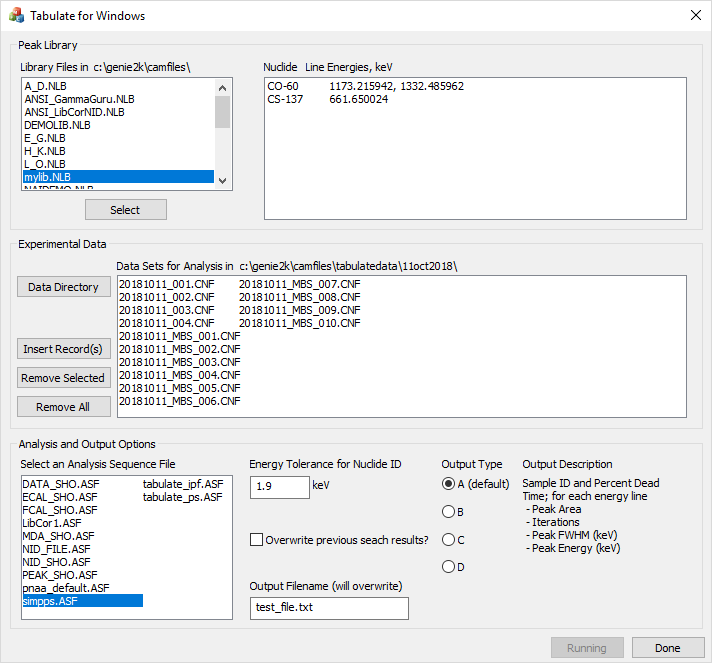 Tabulate for Windows
Peak Library
Library Files in c:\genie2k\camfiles\
A_D.NLB
ANSI_GammaGuru.NLB
ANSI_LibCorNID.NLB
DEMOLIB.NLB
E_G.NLB
H_K.NLB
L_O.NLB
mylib.NLB
NAIDEMO.NLB
Select
Nuclide Line Energies, keV
CO-60 1173.215942, 1332.485962
CS-137 661.650024
Experimental Data
Data Sets for Analysis in c:\genie2k\camfiles\tabulatedata\11oct2018\
Data Directory
Insert Record(s)
Remove Selected
Remove All
20181011_001.CNF 20181011_MBS_007.CNF
20181011_002.CNF 20181011_MBS_008.CNF
20181011_003.CNF 20181011_MBS_009.CNF
20181011_004.CNF 20181011_MBS_010.CNF
20181011_MBS_001.CNF
20181011_MBS_002.CNF
20181011_MBS_003.CNF
20181011_MBS_004.CNF
20181011_MBS_005.CNF
20181011_MBS_006.CNF
Analysis and Output Options
Select an Analysis Sequence File
DATA_SHO.ASF tabulate_ipf.ASF
ECAL_SHO.ASF tabulate_ps.ASF
FCAL_SHO.ASF
LibCor1.ASF
MDA_SHO.ASF
NID_FILE.ASF
NID_SHO.ASF
PEAK_SHO.ASF
pnaa_default.ASF
simpps.ASF
Energy Tolerance for Nuclide ID
1.9 keV
Overwrite previous seach results?
Output Filename (will overwrite)
test_file.txt
Output Type
A (default)
B
C
D
Output Description
Sample ID and Percent Dead
Time; for each energy line
- Peak Area
- Iterations
- Peak FWHM (keV)
- Peak Energy (keV)
Running
Done